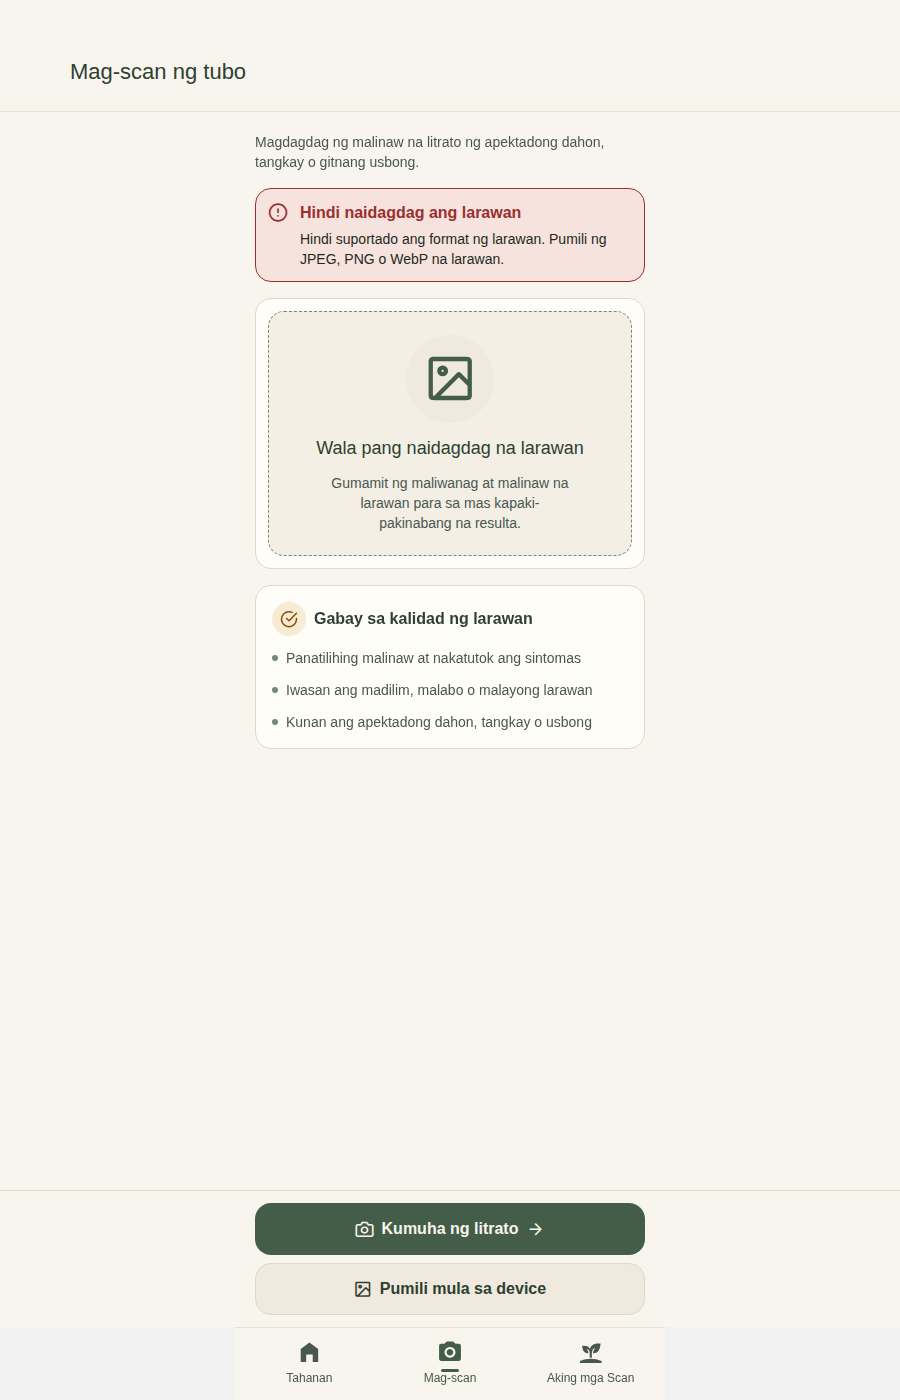 Mag-scan ng tubo
Magdagdag ng malinaw na litrato ng apektadong dahon,
tangkay o gitnang usbong.
Hindi naidagdag ang larawan
Hindi suportado ang format ng larawan. Pumili ng
JPEG, PNG o WebP na larawan.
Wala pang naidagdag na larawan
Gumamit ng maliwanag at malinaw na
larawan para sa mas kapaki-
pakinabang na resulta.
Gabay sa kalidad ng larawan
Panatilihing malinaw at nakatutok ang sintomas
Iwasan ang madilim, malabo o malayong larawan
Kunan ang apektadong dahon, tangkay o usbong
Kumuha ng litrato
Pumili mula sa device
Tahanan
Mag-scan
Aking mga Scan